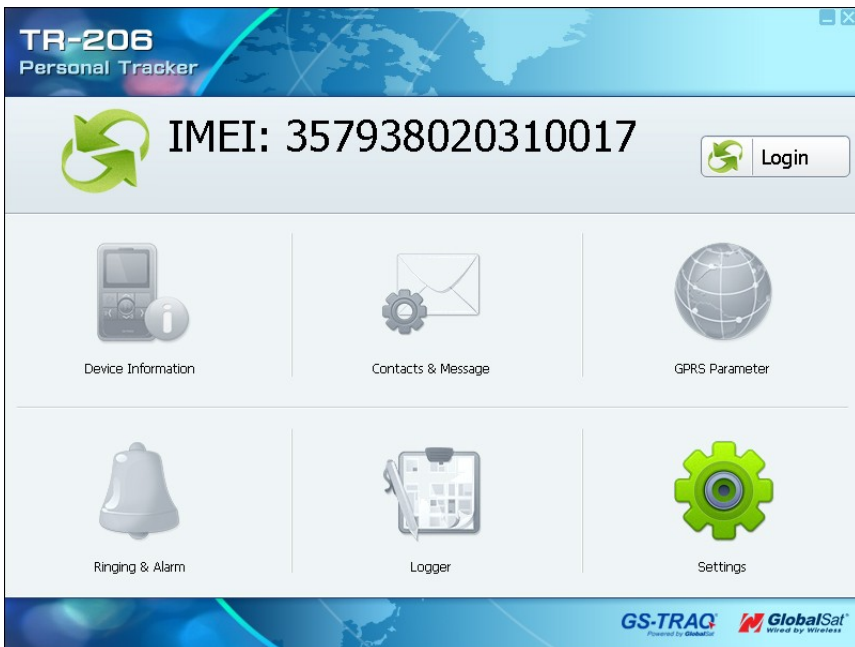 TR-206
Personal Tracker
IMEI: 357938020310017
Login
Device Information
Contacts & Message
GPRS Parameter
Ringing & Alarm
Logger
Settings
GS-TRAQ
Powered by GlobalSat
GlobalSat
Wired by Wireless